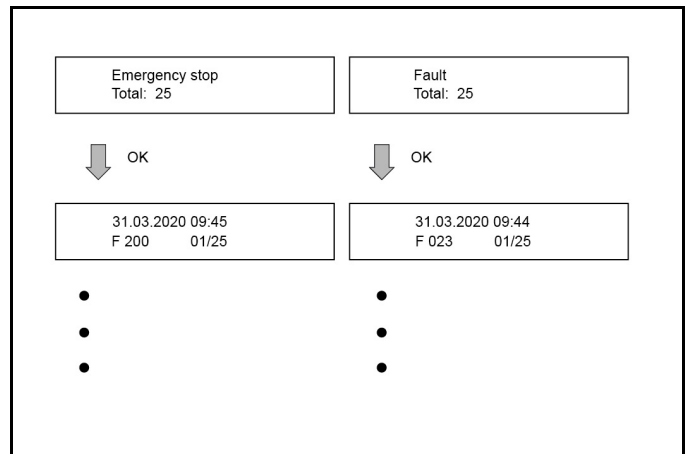 Emergency stop
Total: 25
Fault
Total: 25
OK
OK
31.03.2020 09:45
F 200 01/25
31.03.2020 09:44
F 023 01/25